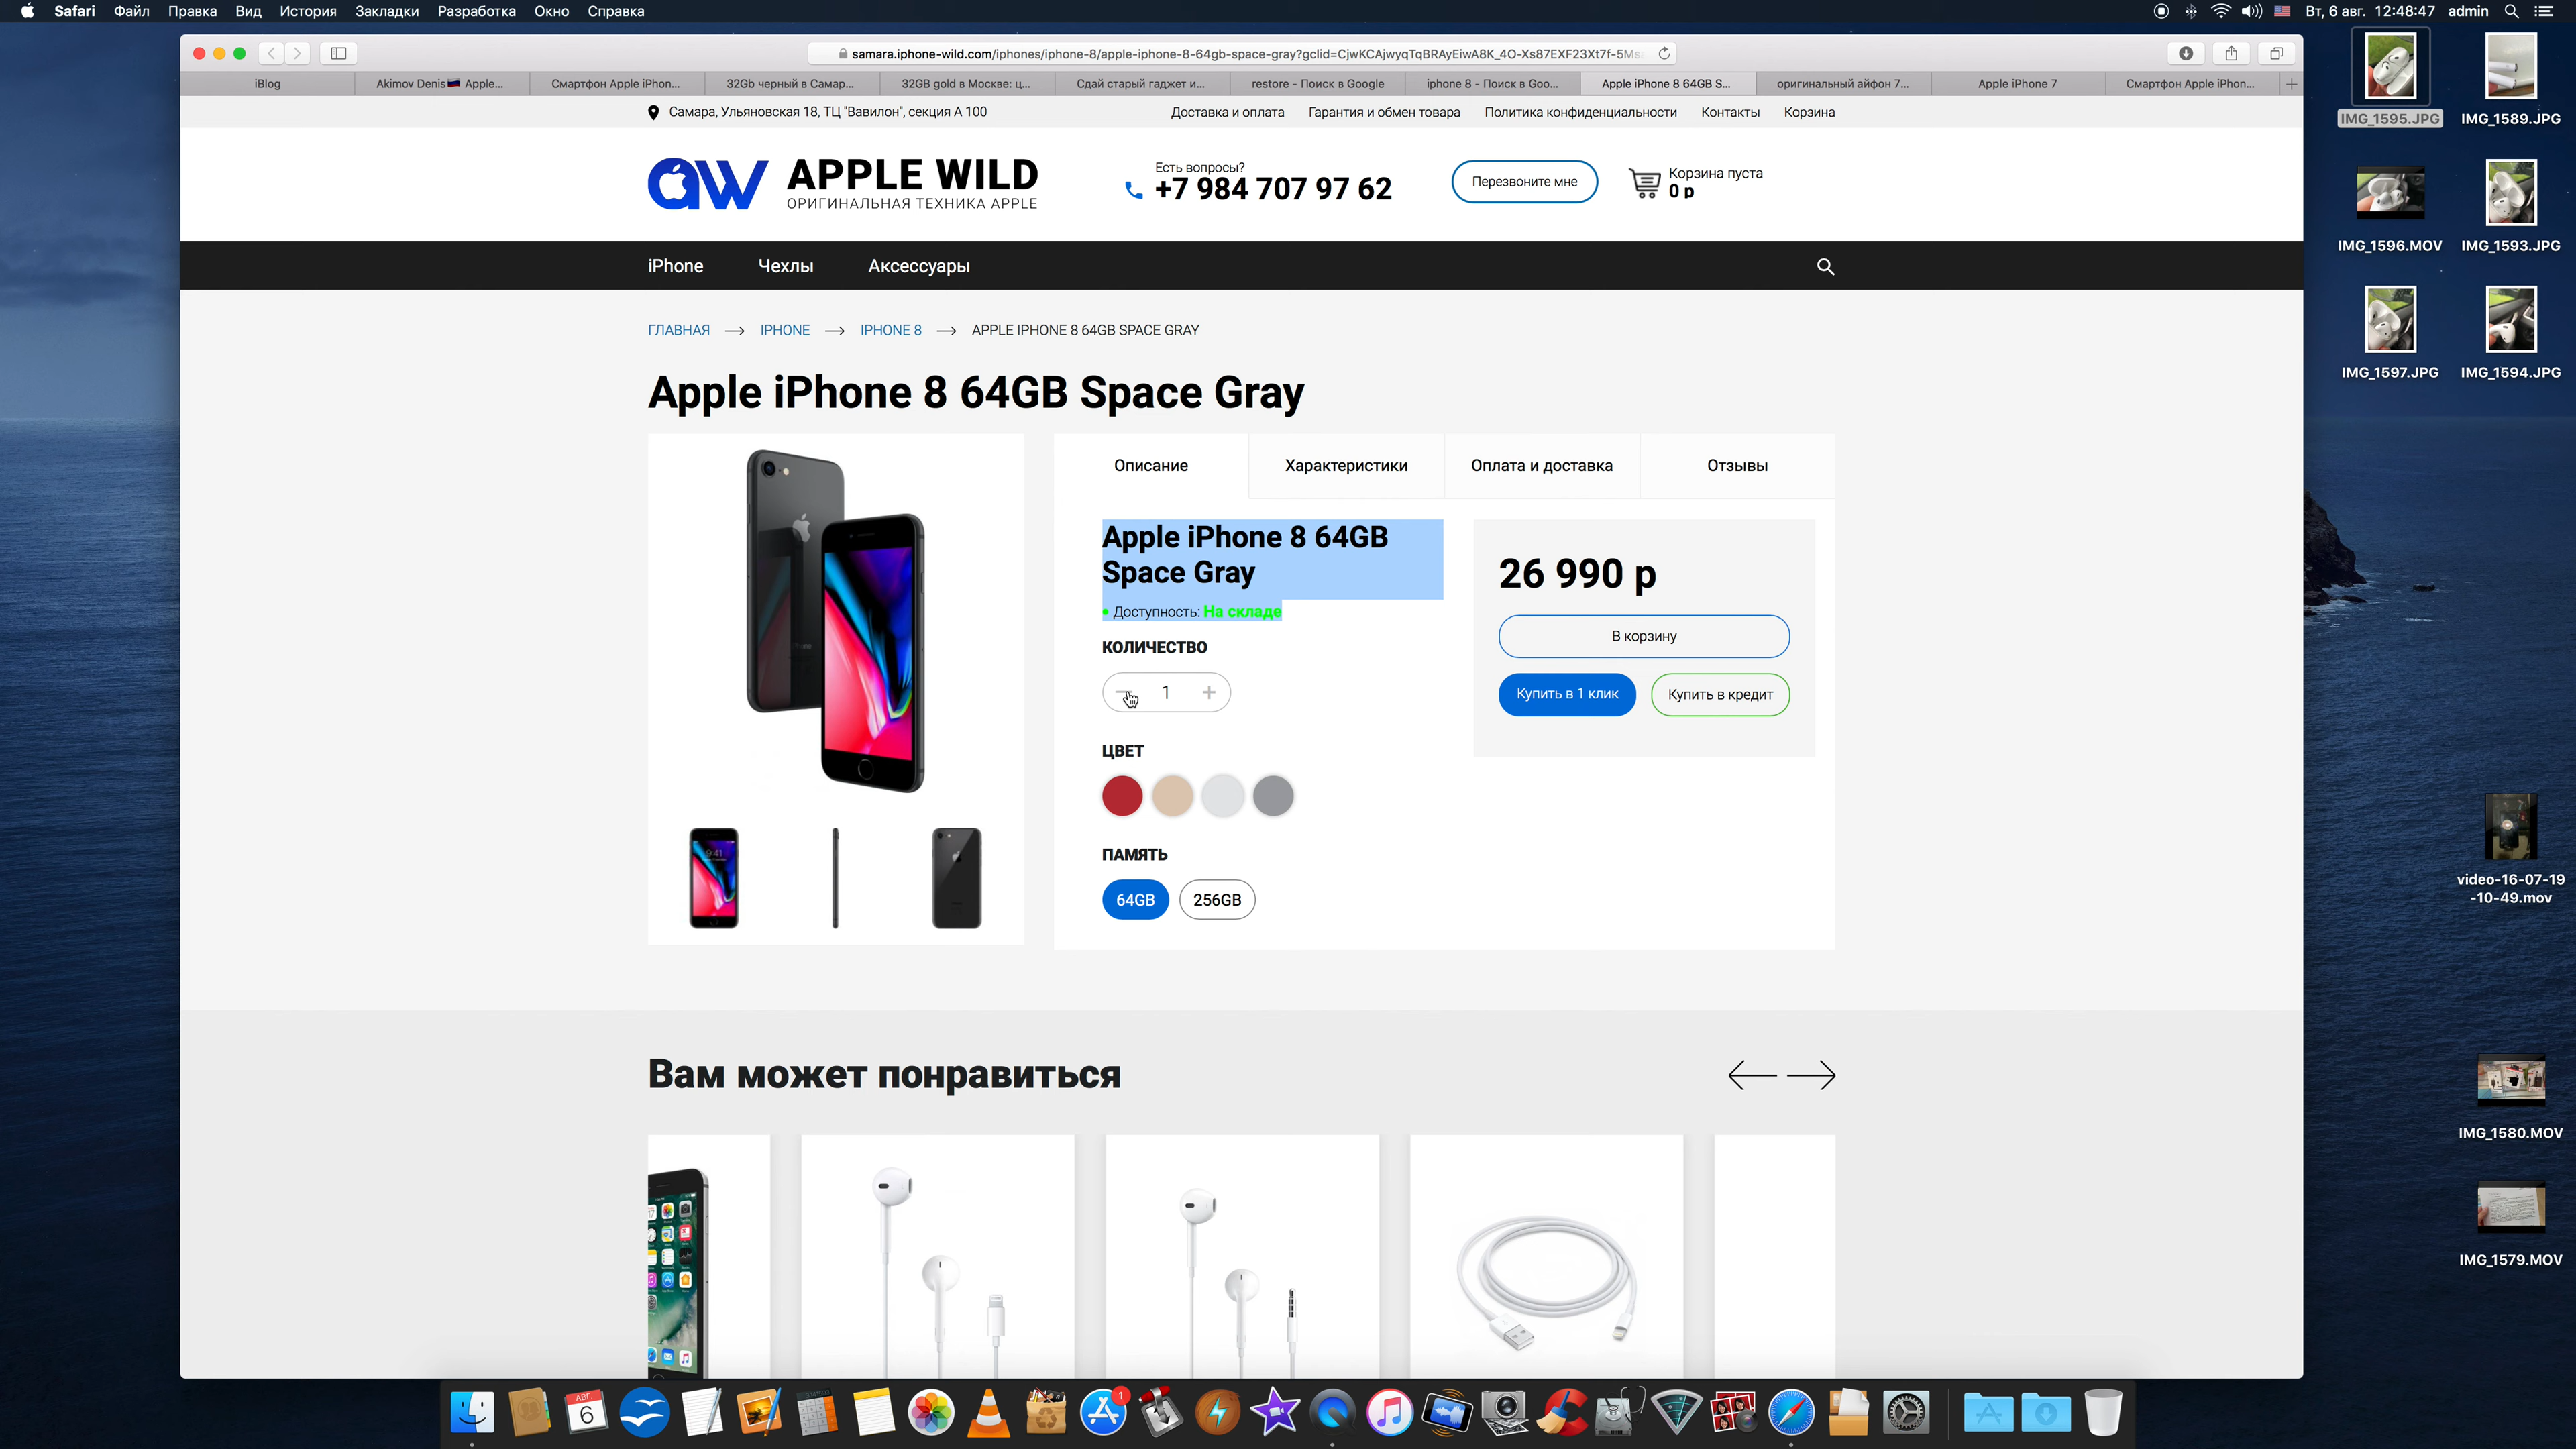 Safari Файл Правка Вид История Закладки Разработка Окно Справка
Вт, 6 авг. 12:48:47 admin
samara.iphone-wild.com/iphones/iphone-8/apple-iphone-8-64gb-space-gray?gclid=CjwKCAjwyqTqBRAyEiwA8K_4O-Xs87EXF23Xt7f-5Ms
iBlog
Akimov Denis🇷🇺 Apple...
Смартфон Apple iPhon...
32Gb черный в Самар...
32GB gold в Москве: ц...
Сдай старый гаджет и...
restore - Поиск в Google
iphone 8 - Поиск в Goo...
Apple iPhone 8 64GB S...
оригинальный айфон 7...
Apple iPhone 7
Смартфон Apple iPhon...
Самара, Ульяновская 18, ТЦ "Вавилон", секция А 100
Доставка и оплата
Гарантия и обмен товара
Политика конфиденциальности
Контакты
Корзина
APPLE WILD
ОРИГИНАЛЬНАЯ ТЕХНИКА APPLE
Есть вопросы?
+7 984 707 97 62
Перезвоните мне
Корзина пуста
0 р
iPhone Чехлы Аксессуары
ГЛАВНАЯ → IPHONE → IPHONE 8 → APPLE IPHONE 8 64GB SPACE GRAY
Apple iPhone 8 64GB Space Gray
Описание
Характеристики
Оплата и доставка
Отзывы
Apple iPhone 8 64GB
Space Gray
• Доступность: На складе
КОЛИЧЕСТВО
1 +
ЦВЕТ
ПАМЯТЬ
64GB 256GB
26 990 р
В корзину
Купить в 1 клик
Купить в кредит
9:41
Вам может понравиться
IMG_1595.JPG
IMG_1589.JPG
IMG_1596.MOV
IMG_1593.JPG
IMG_1597.JPG
IMG_1594.JPG
video-16-07-19
-10-49.mov
IMG_1580.MOV
IMG_1579.MOV
АВГ.
6
1